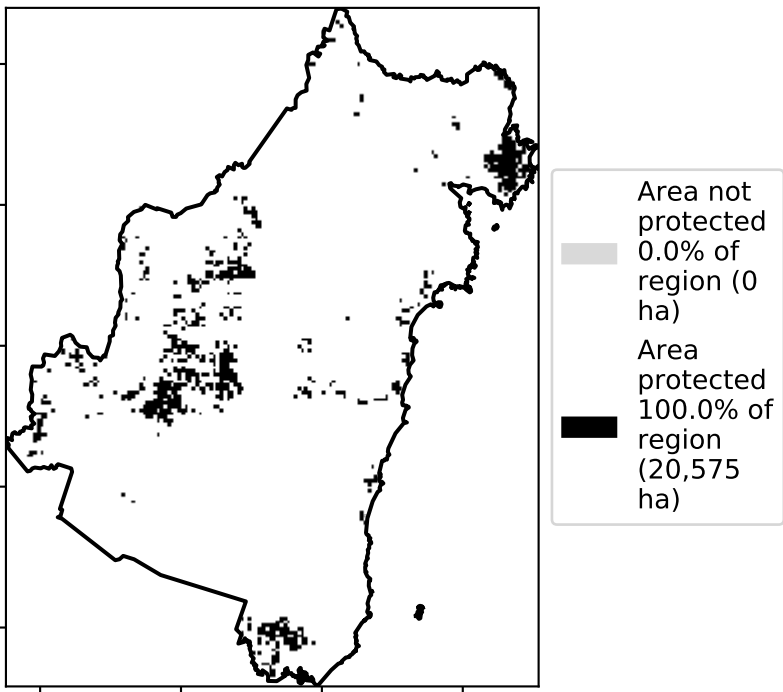 Area not
protected
0.0% of
region (0
ha)
Area
protected
100.0% of
region
(20,575
ha)